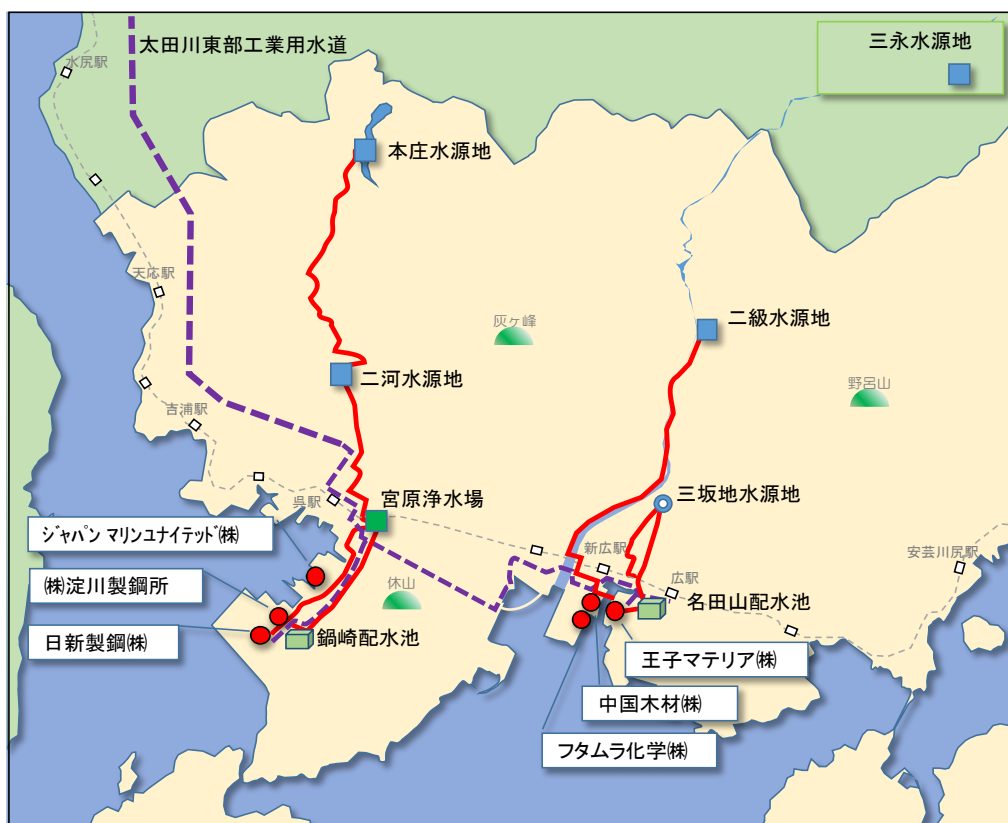 太田川東部工業用水道
三永水源地
水尻駅
本庄水源地
天応駅
灰ヶ峰
二級水源地
二河水源地
野呂山
吉浦駅
呉駅
宮原浄水場
三坂地水源地
ジャパン マリンユナイテッド㈱
新広駅
安芸川尻駅
㈱淀川製鋼所
休山
広駅
名田山配水池
日新製鋼㈱
鍋崎配水池
王子マテリア㈱
中国木材㈱
フタムラ化学㈱